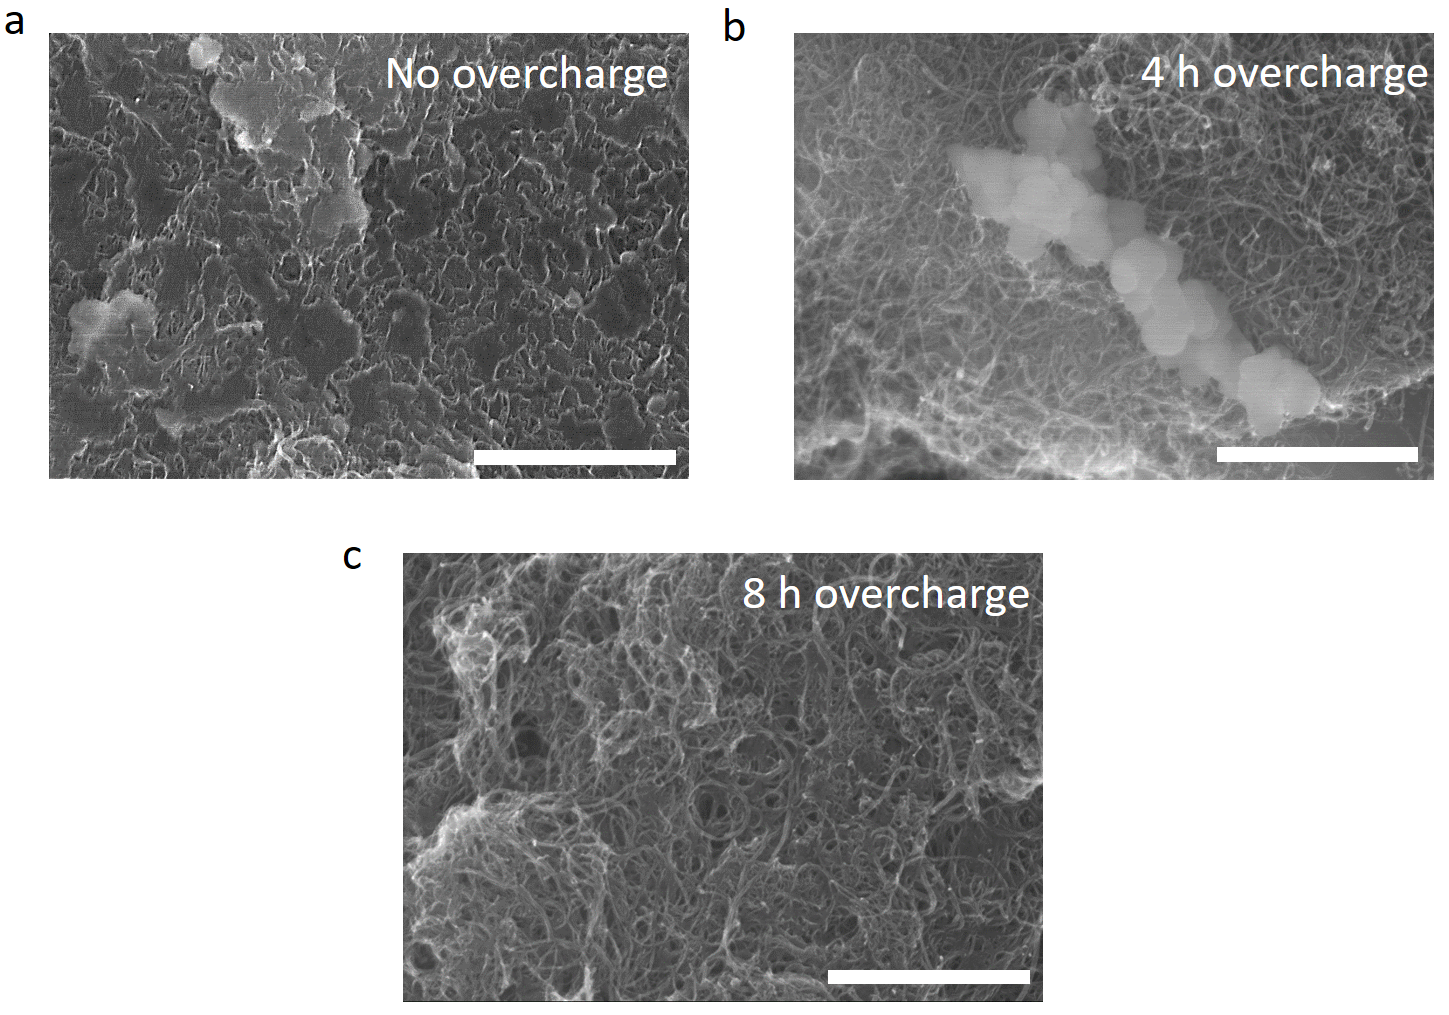 a
No overcharge
b
4 h overcharge
c
8 h overcharge